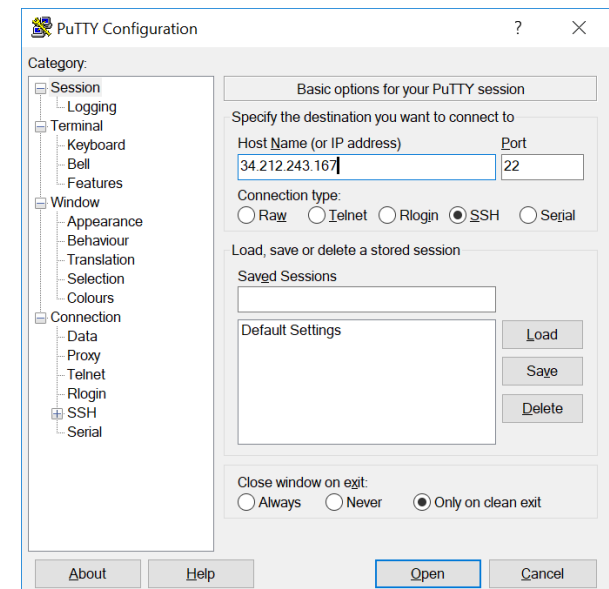 PuTTY Configuration
?
Category:
Session
Logging
Terminal
Keyboard
Bell
Features
Window
Appearance
Behaviour
Translation
Selection
Colours
Connection
Data
Proxy
Telnet
Rlogin
SSH
Serial
Basic options for your PuTTY session
Specify the destination you want to connect to
Host Name (or IP address) Port
34.212.243.167 22
Connection type:
Raw Telnet Rlogin SSH Serial
Load, save or delete a stored session
Saved Sessions
Default Settings
Load
Save
Delete
Close window on exit:
Always Never Only on clean exit
About Help Open Cancel